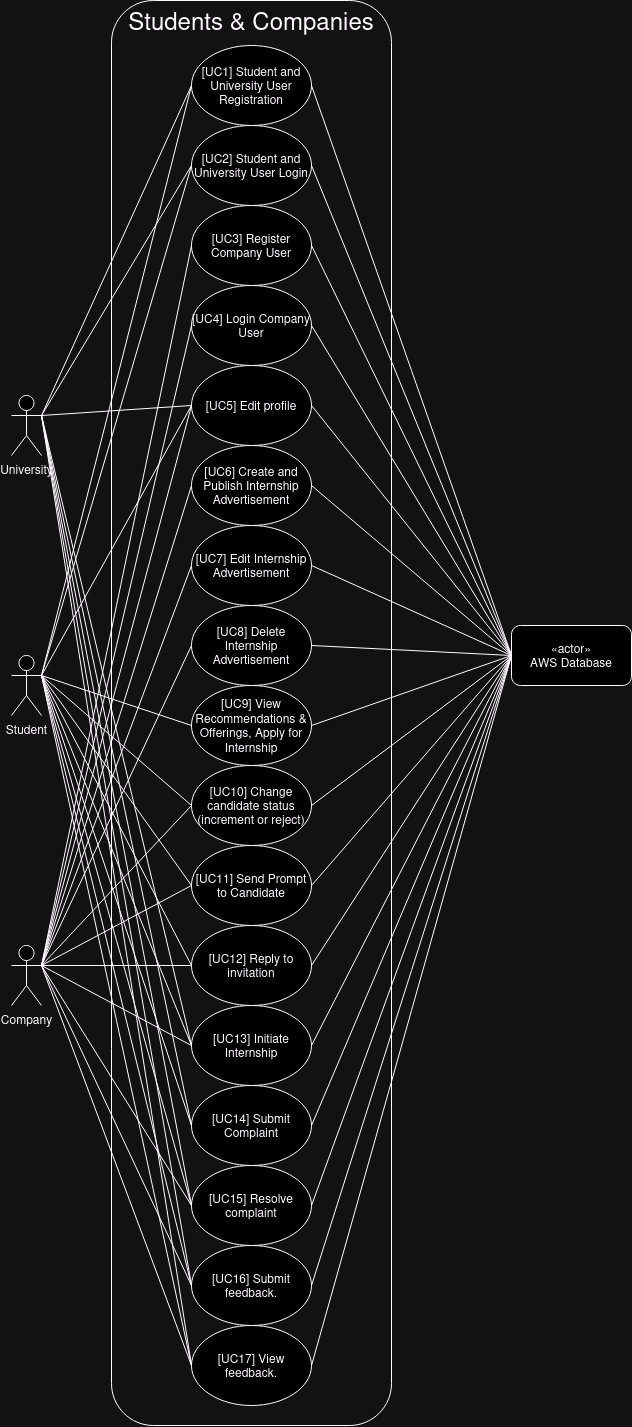 Students & Companies
[UC1] Student and
University User
Registration
[UC2] Student and
University User Login
[UC3] Register
Company User
[UC4] Login Company
User
[UC5] Edit profile
[UC6] Create and
Publish Internship
Advertisement
[UC7] Edit Internship
Advertisement
[UC8] Delete
Internship
Advertisement
[UC9] View
Recommendations &
Offerings, Apply for
Internship
[UC10] Change
candidate status
(increment or reject)
[UC11] Send Prompt
to Candidate
[UC12] Reply to
invitation
[UC13] Initiate
Internship
[UC14] Submit
Complaint
[UC15] Resolve
complaint
[UC16] Submit
feedback.
[UC17] View
feedback.
University
Student
Company
«actor»
AWS Database